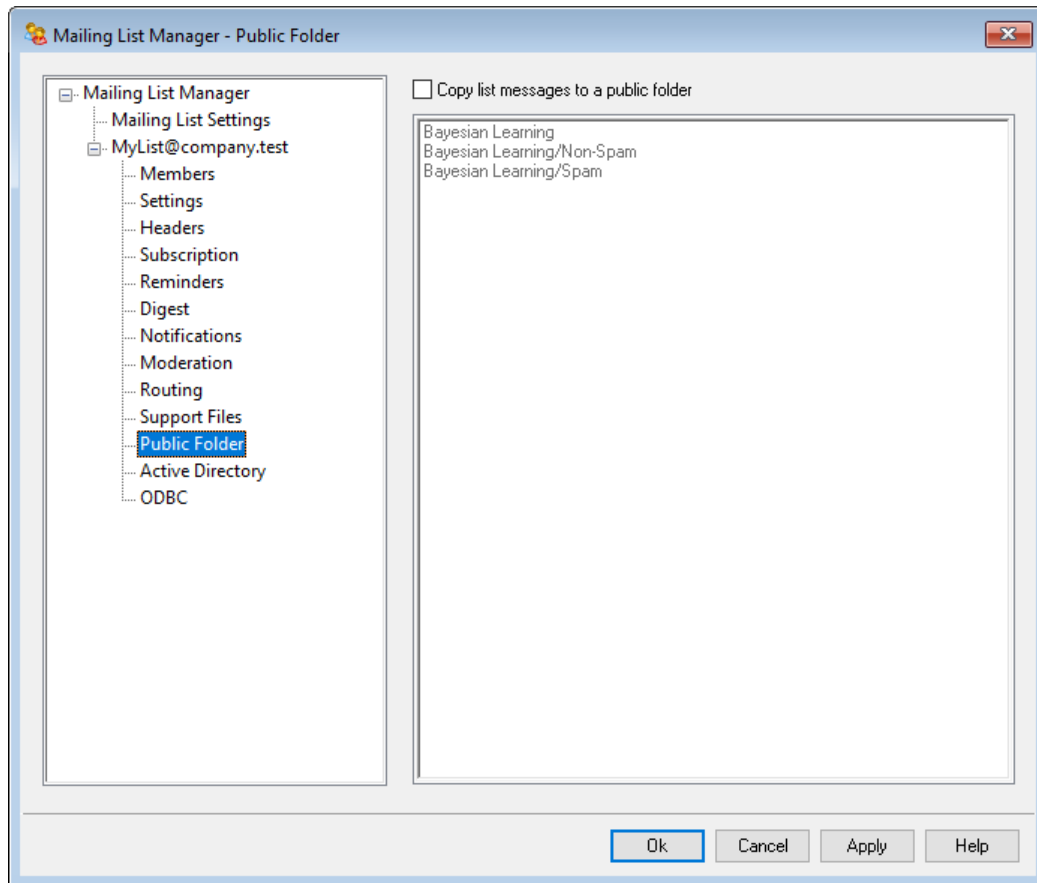 Mailing List Manager - Public Folder
Mailing List Manager
Mailing List Settings
MyList@company.test
Members
Settings
Headers
Subscription
Reminders
Digest
Notifications
Moderation
Routing
Support Files
Public Folder
Active Directory
ODBC
Copy list messages to a public folder
Bayesian Learning
Bayesian Learning/Non-Spam
Bayesian Learning/Spam
Ok Cancel Apply Help